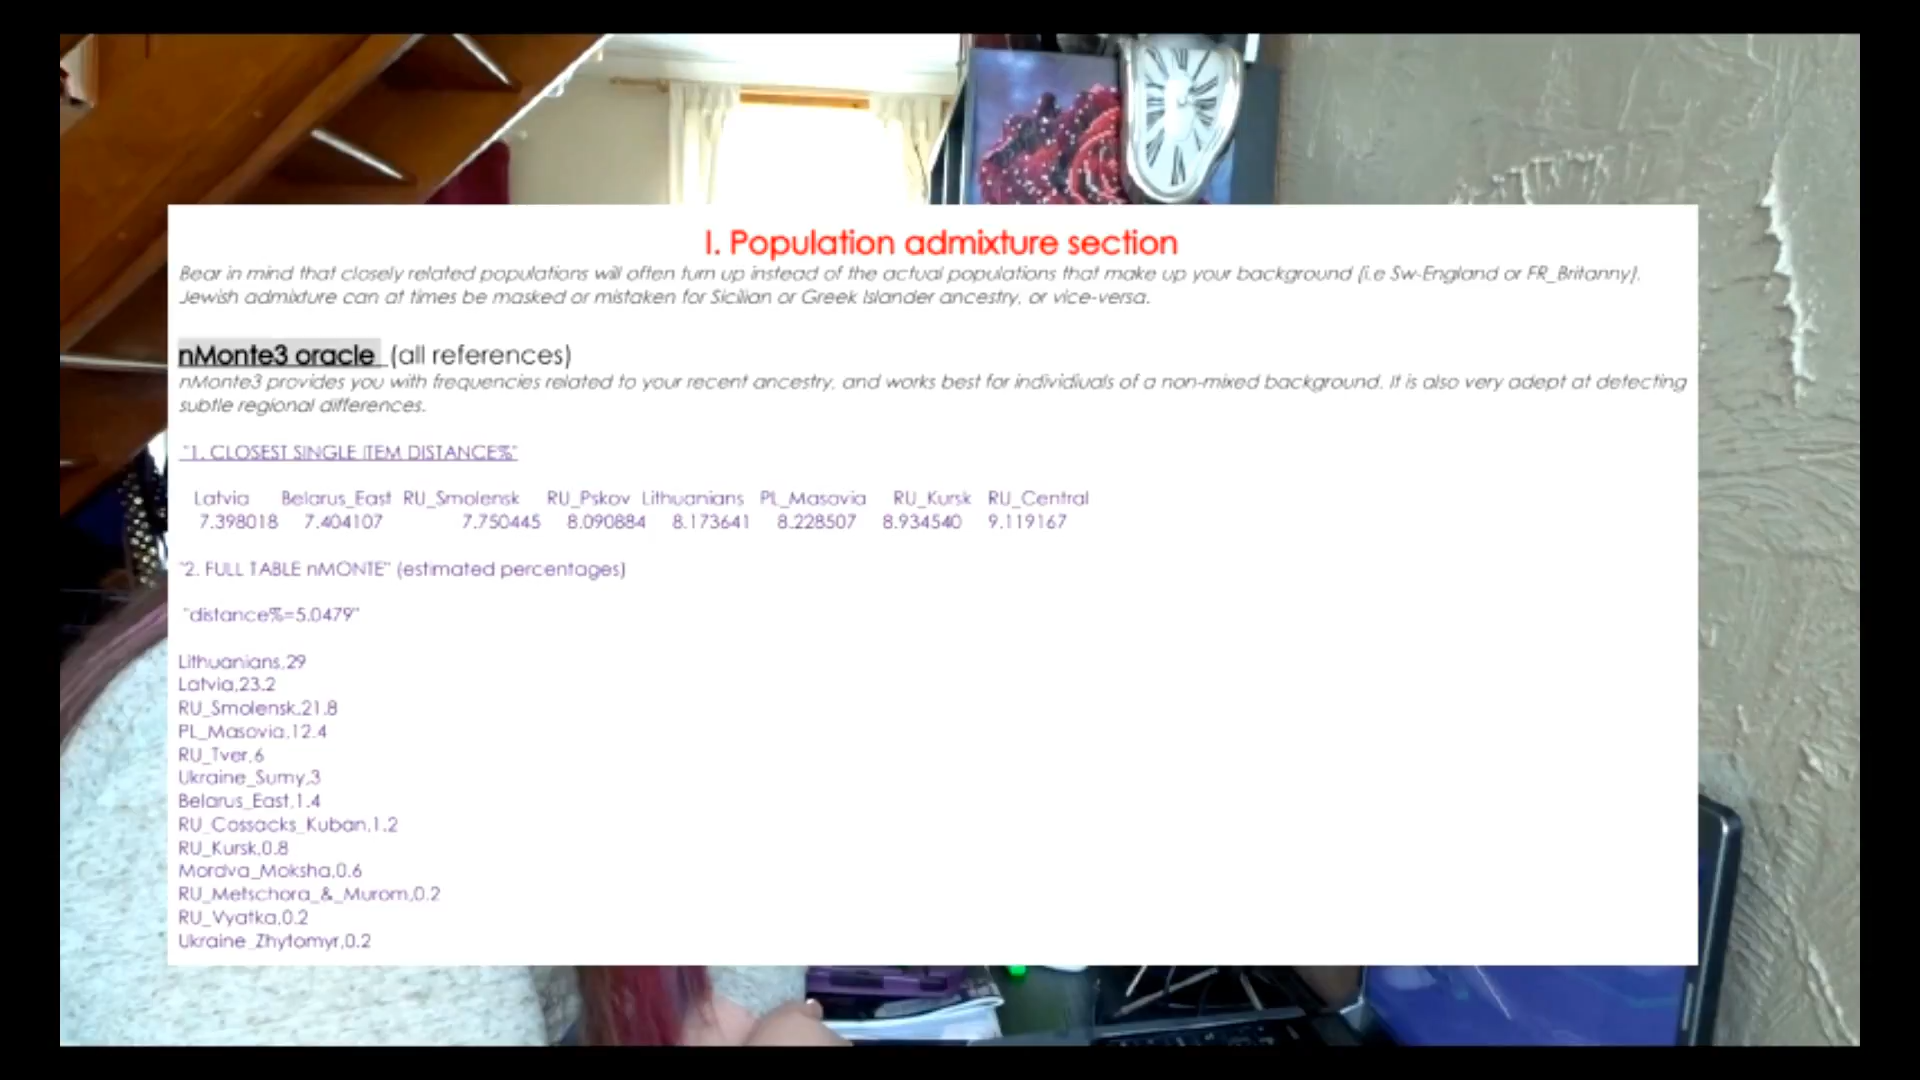 I. Population admixture section
Bear in mind that closely related populations will often turn up instead of the actual populations that make up your background (i.e Sw-England or FR_Britanny).
Jewish admixture can at times be masked or mistaken for Sicilian or Greek Islander ancestry, or vice-versa.
nMonte3 oracle (all references)
nMonte3 provides you with frequencies related to your recent ancestry, and works best for individiuals of a non-mixed background. It is also very adept at detecting
subtle regional differences.
"1. CLOSEST SINGLE ITEM DISTANCE%"
Latvia Belarus_East RU_Smolensk RU_Pskov Lithuanians PL_Masovia RU_Kursk RU_Central
7.398018 7.404107 7.750445 8.090884 8.173641 8.228507 8.934540 9.119167
"2. FULL TABLE nMONTE" (estimated percentages)
"distance%=5.0479"
Lithuanians,29
Latvia,23.2
RU_Smolensk,21.8
PL_Masovia,12.4
RU_Tver,6
Ukraine_Sumy,3
Belarus_East,1.4
RU_Cossacks_Kuban,1.2
RU_Kursk,0.8
Mordva_Moksha,0.6
RU_Metschora_&_Murom,0.2
RU_Vyatka,0.2
Ukraine_Zhytomyr,0.2